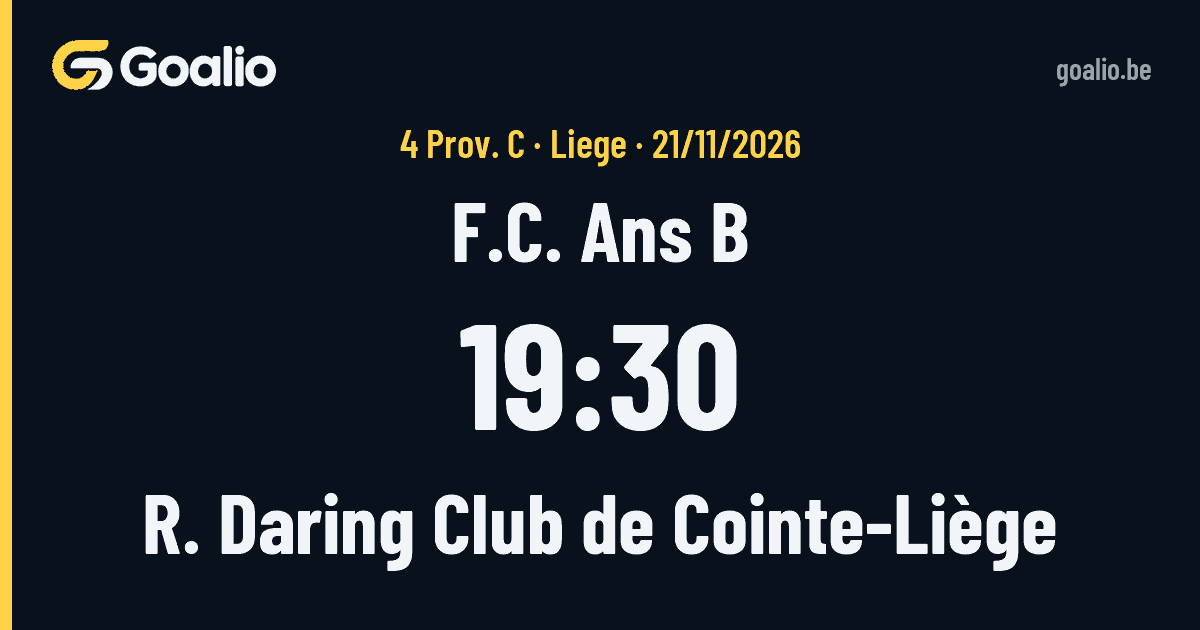 Goalio
goalio.be
4 Prov. C · Liege · 21/11/2026
F.C. Ans B
19:30
R. Daring Club de Cointe-Liège